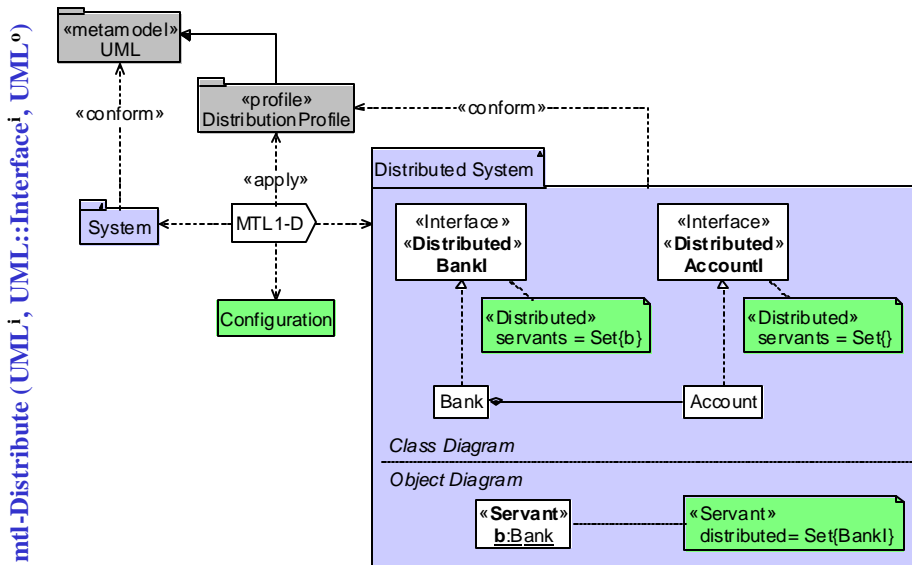 mtl-Distribute (UMLⁱ, UML::Interfaceⁱ, UMLᵒ)
«metamodel»
UML
«conform»
«profile»
DistributionProfile
«conform»
«apply»
System
MTL1-D
Configuration
Distributed System
«Interface»
«Distributed»
BankI
«Interface»
«Distributed»
AccountI
«Distributed»
servants = Set{b}
«Distributed»
servants = Set{}
Bank
Account
Class Diagram
Object Diagram
«Servant»
b:Bank
«Servant»
distributed= Set{BankI}